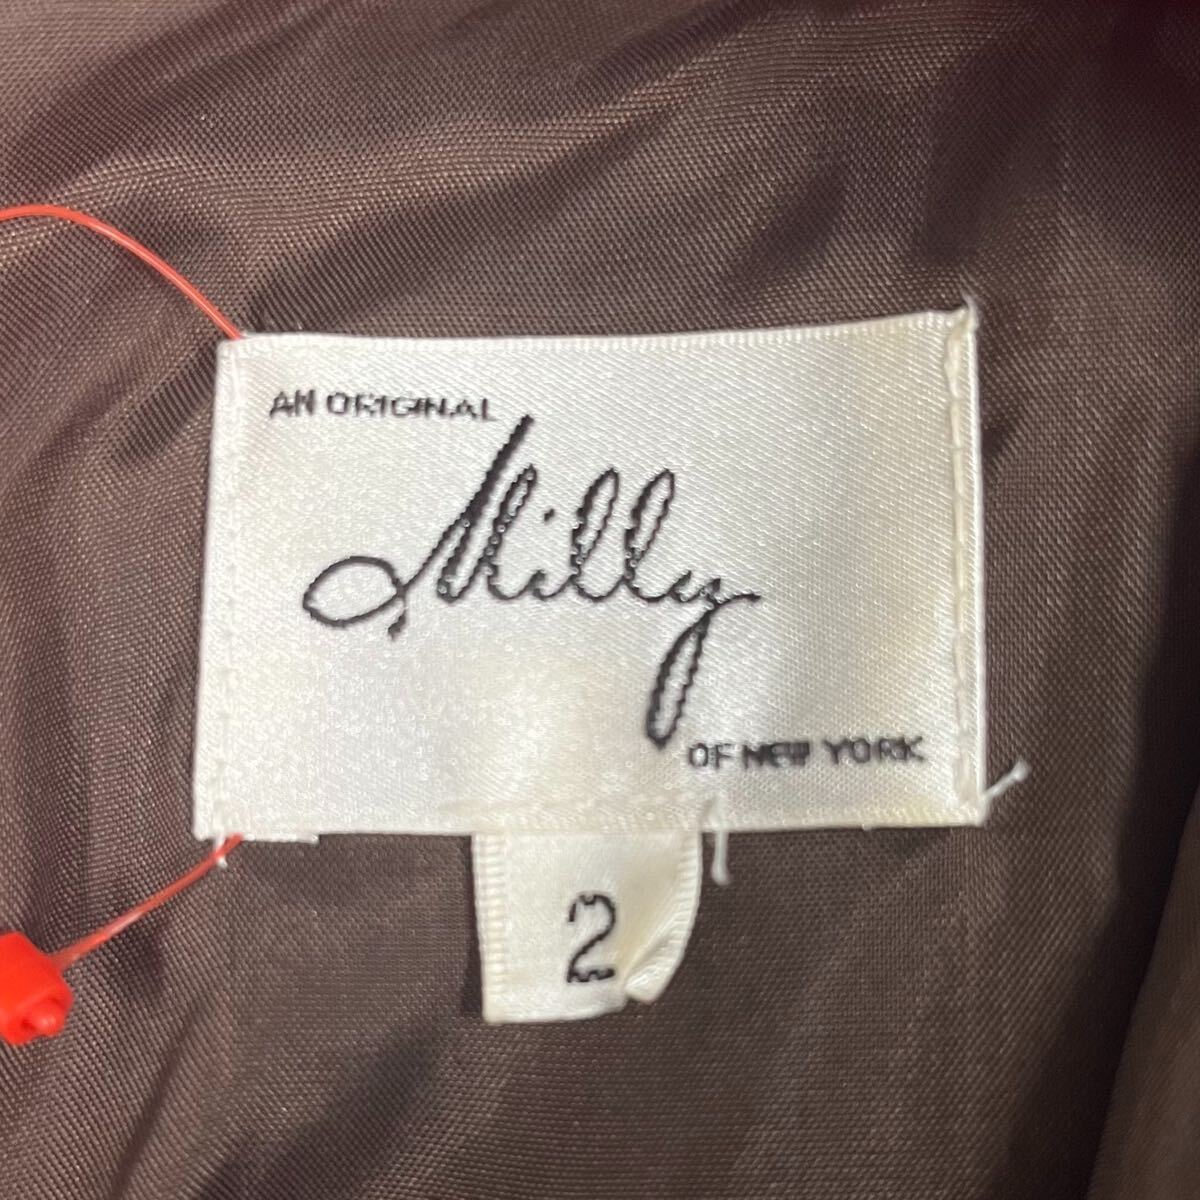 AN ORIGINAL
Milly
OF NEW YORK
2